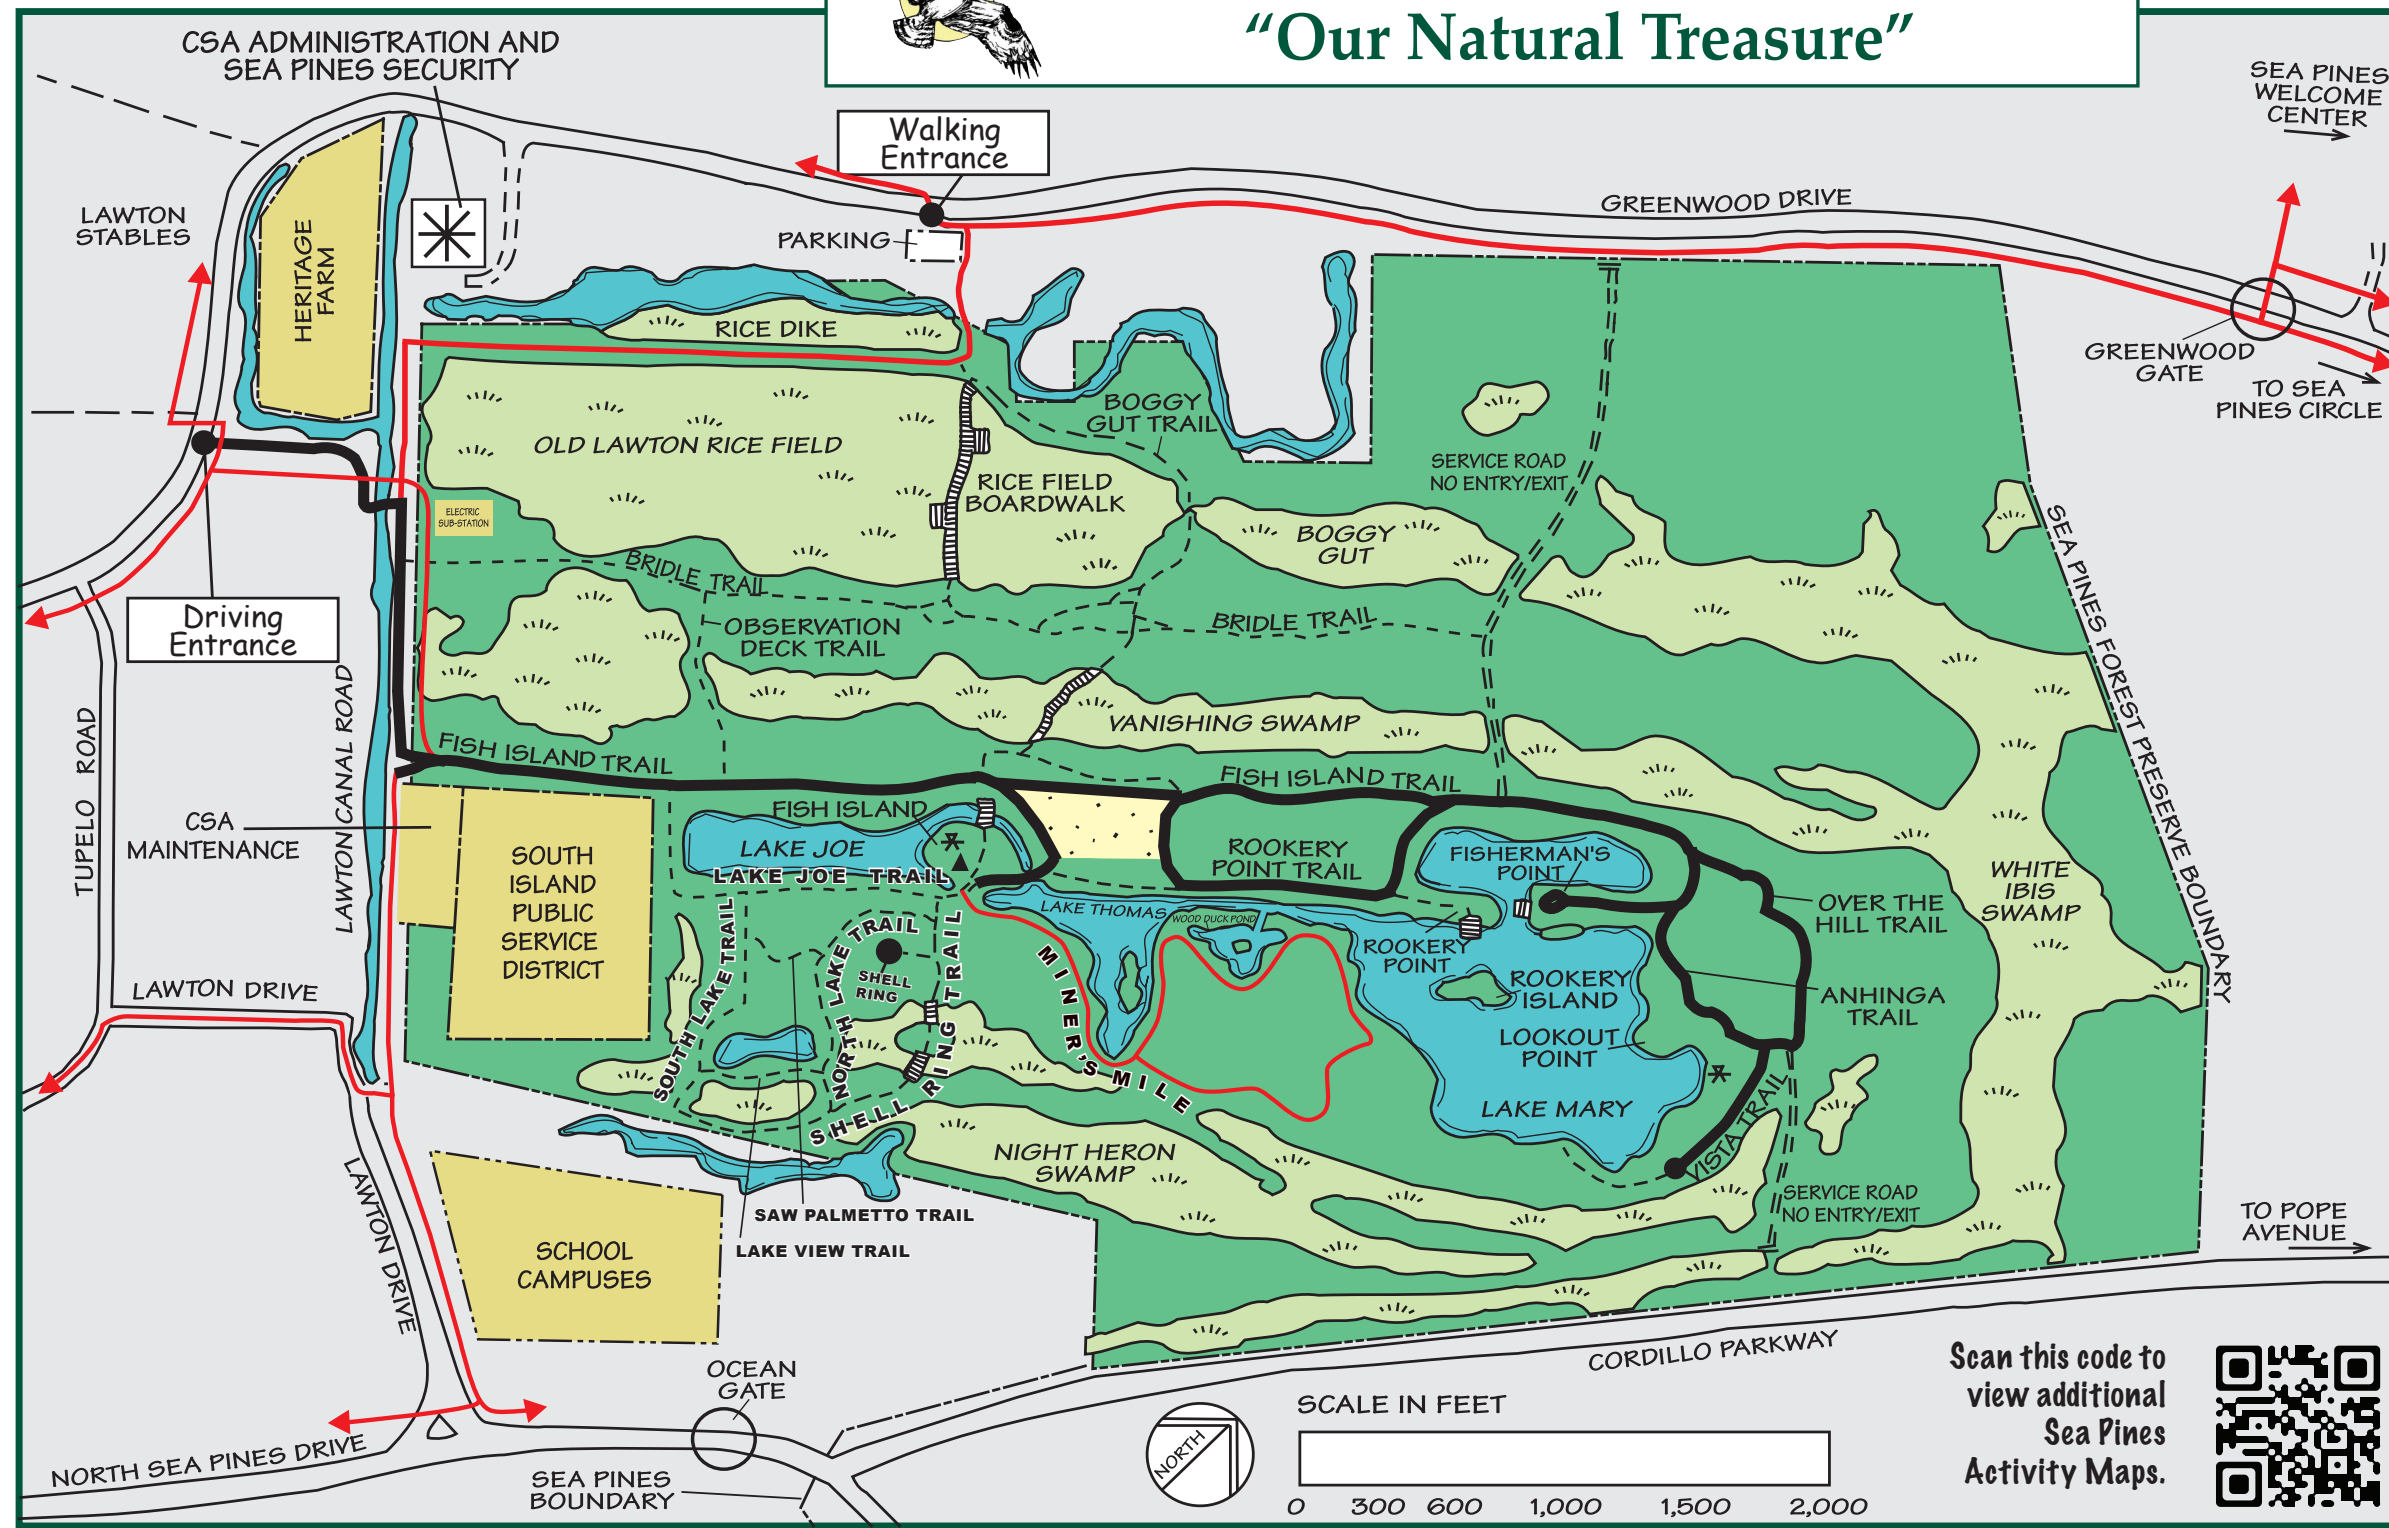 “Our Natural Treasure”
CSA ADMINISTRATION AND
SEA PINES SECURITY
SEA PINES
WELCOME
CENTER
Walking
Entrance
GREENWOOD DRIVE
LAWTON
STABLES
HERITAGE
FARM
PARKING
RICE DIKE
GREENWOOD
GATE
TO SEA
PINES CIRCLE
BOGGY
GUT TRAIL
OLD LAWTON RICE FIELD
RICE FIELD
BOARDWALK
SERVICE ROAD
NO ENTRY/EXIT
ELECTRIC
SUB-STATION
BOGGY
GUT
SEA PINES FOREST PRESERVE BOUNDARY
BRIDLE TRAIL
Driving
Entrance
OBSERVATION
DECK TRAIL
BRIDLE TRAIL
VANISHING SWAMP
TUPELO ROAD
LAWTON CANAL ROAD
FISH ISLAND TRAIL
FISH ISLAND TRAIL
CSA
MAINTENANCE
FISH ISLAND
LAKE JOE
LAKE JOE TRAIL
SOUTH
ISLAND
PUBLIC
SERVICE
DISTRICT
ROOKERY
POINT TRAIL
FISHERMAN'S
POINT
WHITE
IBIS
SWAMP
OVER THE
HILL TRAIL
LAKE THOMAS
WOOD DUCK POND
ROOKERY
POINT
ROOKERY
ISLAND
ANHINGA
TRAIL
SOUTH LAKE TRAIL
NORTH LAKE TRAIL
SHELL
RING
SHELL RING TRAIL
MINER'S MILE
LOOKOUT
POINT
LAKE MARY
VISTA TRAIL
LAWTON DRIVE
NIGHT HERON
SWAMP
SERVICE ROAD
NO ENTRY/EXIT
SAW PALMETTO TRAIL
LAKE VIEW TRAIL
TO POPE
AVENUE
SCHOOL
CAMPUSES
LAWTON DRIVE
CORDILLO PARKWAY
OCEAN
GATE
NORTH SEA PINES DRIVE
SEA PINES
BOUNDARY
NORTH
SCALE IN FEET
0 300 600 1,000 1,500 2,000
Scan this code to
view additional
Sea Pines
Activity Maps.